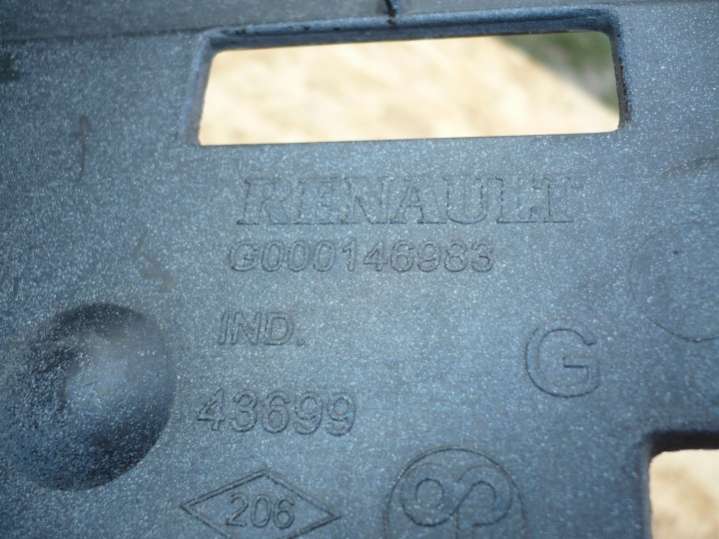 RENAULT
G000146983
IND.
G
43699
206